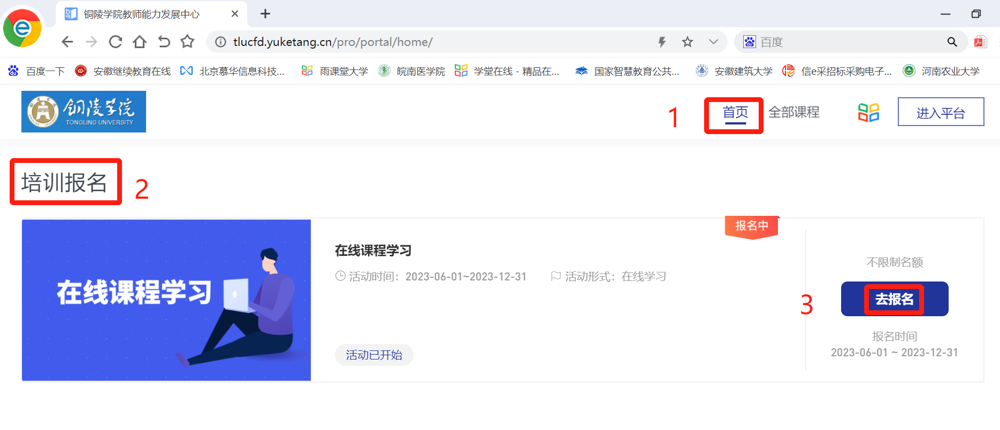 铜陵学院教师能力发展中心
tlucfd.yuketang.cn/pro/portal/home/
百度
百度一下 安徽继续教育在线 北京慕华信息科技... 雨课堂大学 皖南医学院 学堂在线 - 精品在... 国家智慧教育公共... 安徽建筑大学 信e采招标采购电子... 河南农业大学
铜陵学院
TONGLING UNIVERSITY
1 首页 全部课程 进入平台
培训报名 2
报名中
在线课程学习
在线课程学习
活动时间：2023-06-01~2023-12-31 活动形式：在线学习
活动已开始
不限制名额
3 去报名
报名时间
2023-06-01 ~ 2023-12-31